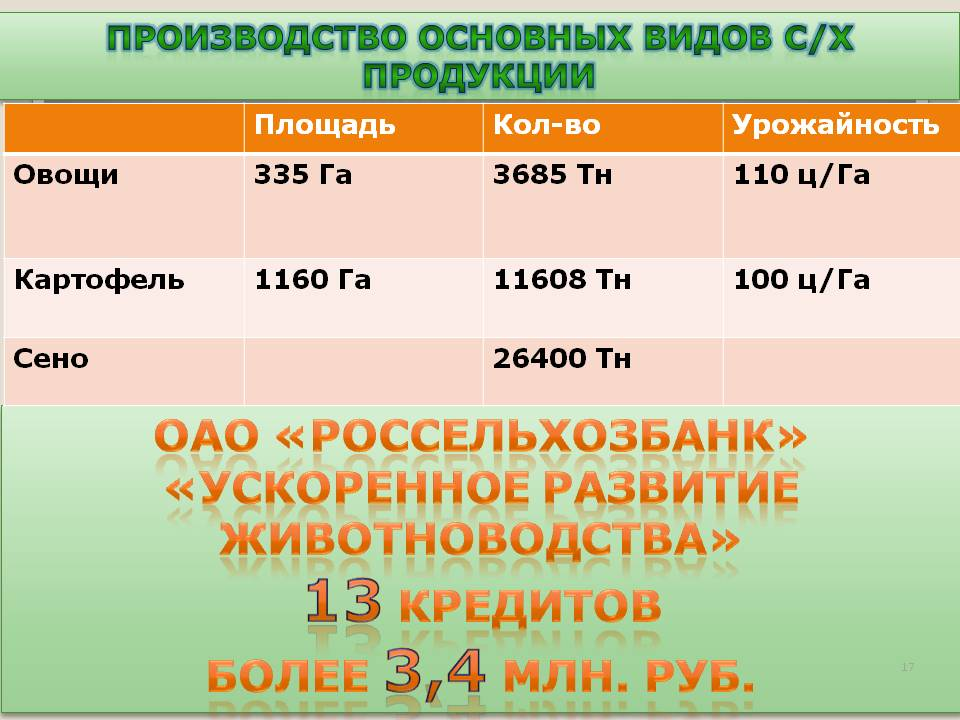 ПРОИЗВОДСТВО ОСНОВНЫХ ВИДОВ С/Х
ПРОДУКЦИИ
Площадь Кол-во Урожайность
Овощи 335 Га 3685 Тн 110 ц/Га
Картофель 1160 Га 11608 Тн 100 ц/Га
Сено 26400 Тн
ОАО «РОССЕЛЬХОЗБАНК»
«УСКОРЕННОЕ РАЗВИТИЕ
ЖИВОТНОВОДСТВА»
13 КРЕДИТОВ
БОЛЕЕ 3,4 МЛН. РУБ.
17